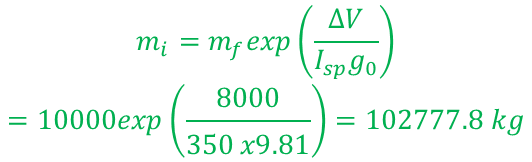 m_i = m_f exp(ΔV / I_sp g_0)
= 10000exp(8000 / 350 x9.81) = 102777.8 kg